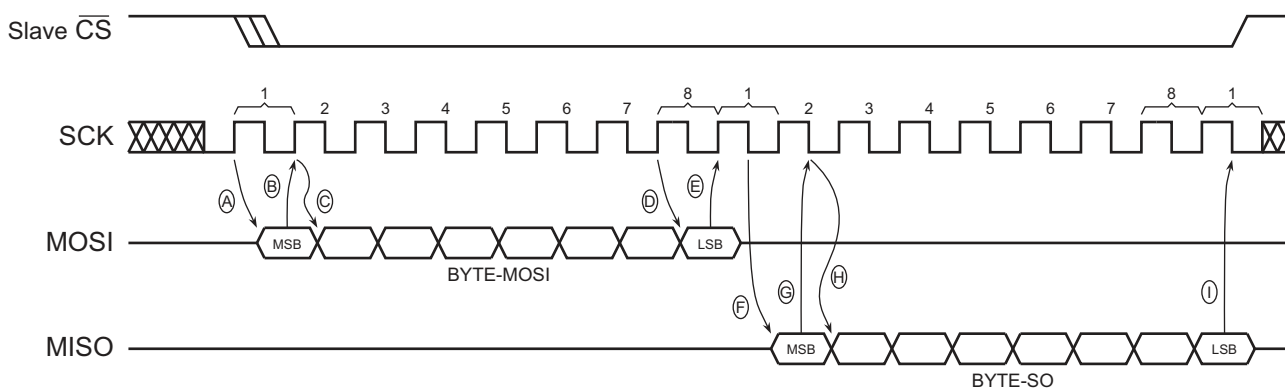 Slave CS
1 2 3 4 5 6 7 8 1 2 3 4 5 6 7 8 1
SCK
A B C D E
MOSI MSB LSB
BYTE-MOSI
F G H I
MISO MSB LSB
BYTE-SO